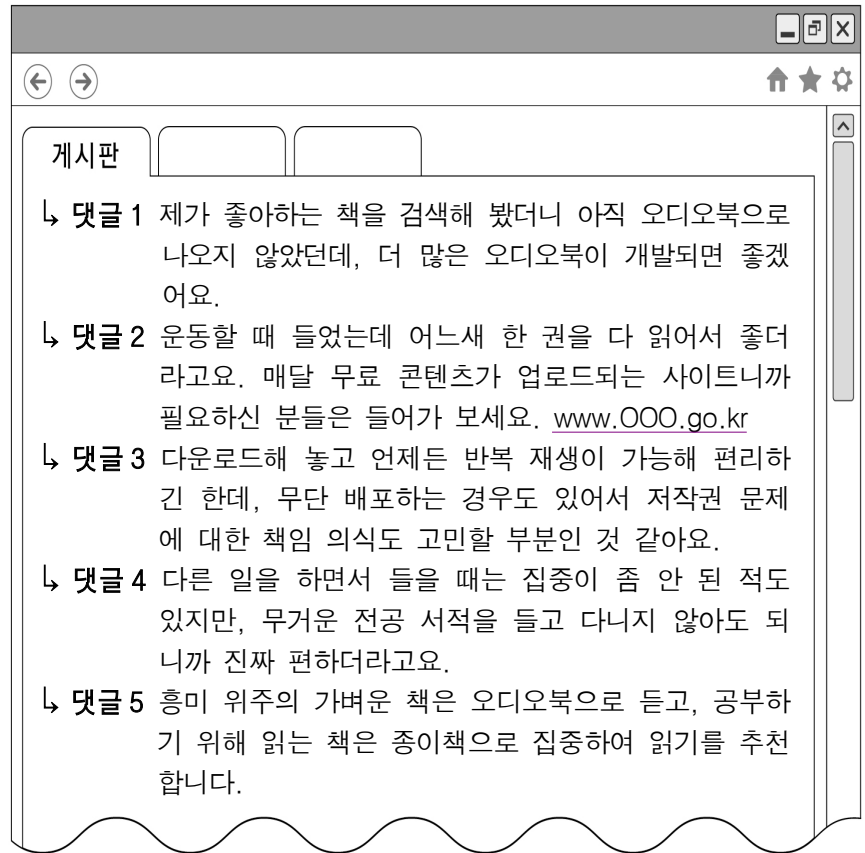 게시판
↳ 댓글 1 제가 좋아하는 책을 검색해 봤더니 아직 오디오북으로
나오지 않았던데, 더 많은 오디오북이 개발되면 좋겠
어요.
↳ 댓글 2 운동할 때 들었는데 어느새 한 권을 다 읽어서 좋더
라고요. 매달 무료 콘텐츠가 업로드되는 사이트니까
필요하신 분들은 들어가 보세요. www.OOO.go.kr
↳ 댓글 3 다운로드해 놓고 언제든 반복 재생이 가능해 편리하
긴 한데, 무단 배포하는 경우도 있어서 저작권 문제
에 대한 책임 의식도 고민할 부분인 것 같아요.
↳ 댓글 4 다른 일을 하면서 들을 때는 집중이 좀 안 된 적도
있지만, 무거운 전공 서적을 들고 다니지 않아도 되
니까 진짜 편하더라고요.
↳ 댓글 5 흥미 위주의 가벼운 책은 오디오북으로 듣고, 공부하
기 위해 읽는 책은 종이책으로 집중하여 읽기를 추천
합니다.